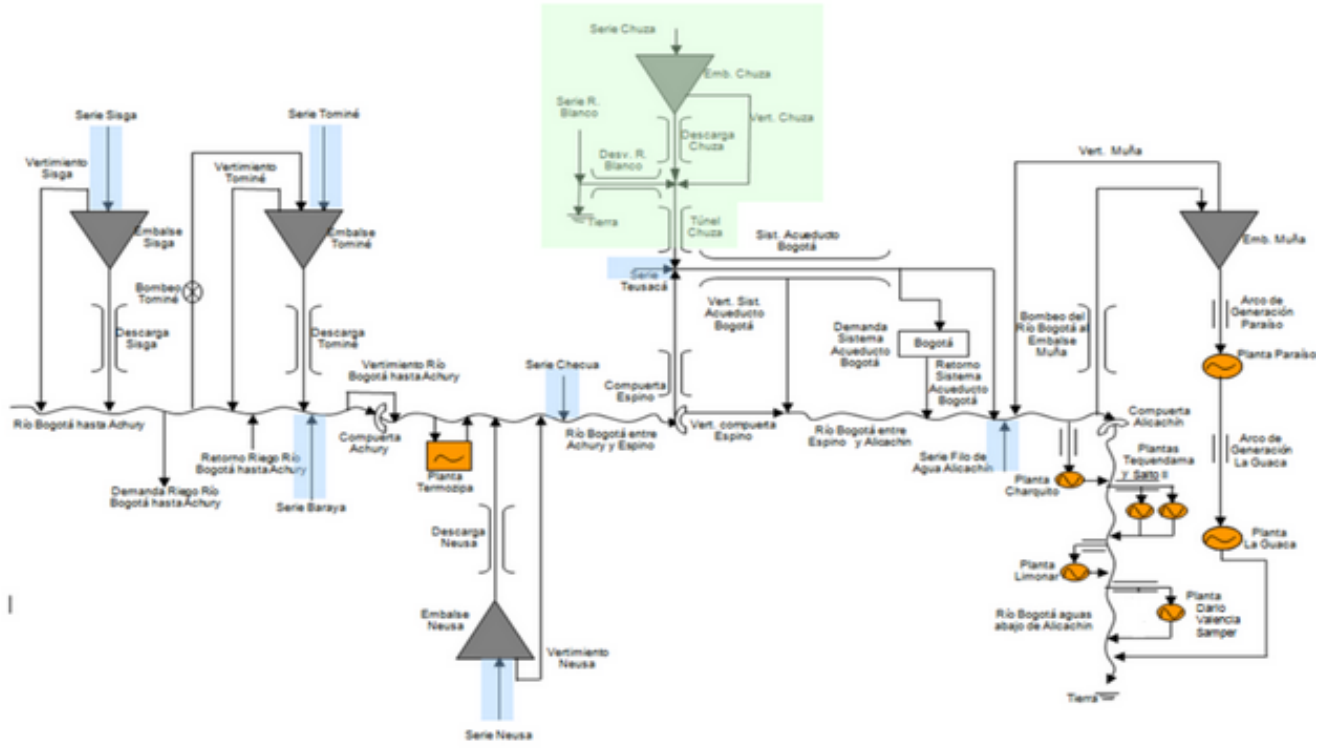 Serie Chuza
Emb. Chuza
Serie R.
Blanco
Vert. Chuza
Descarga
Chuza
Desv. R.
Blanco
Tierra
Túnel
Chuza
Serie Sisga
Vertimiento
Sisga
Embalse
Sisga
Descarga
Sisga
Serie Tominé
Vertimiento
Tominé
Embalse
Tominé
Bombeo
Tominé
Descarga
Tominé
Sist. Acueducto
Bogotá
Serie
Teusacá
Vert. Sist.
Acueducto
Bogotá
Demanda
Sistema
Acueducto
Bogotá
Bogotá
Retorno
Sistema
Acueducto
Bogotá
Vert. Muña
Emb. Muña
Bombeo del
Río Bogotá al
Embalse
Muña
Arco de
Generación
Paraíso
Planta Paraíso
Vertimiento Río
Bogotá hasta Achury
Serie Checua
Compuerta
Espino
Río Bogotá hasta Achury
Retorno Riego Río
Bogotá hasta Achury
Demanda Riego Río
Bogotá hasta Achury
Serie Baraya
Compuerta
Achury
Planta
Termozipa
Río Bogotá entre
Achury y Espino
Vert. compuerta
Espino
Río Bogotá entre
Espino y Alicachin
Serie Filo de
Agua Alicachín
Compuerta
Alicachín
Arco de
Generación
La Guaca
Plantas
Tequendama
y Salto II
Planta
Charquito
Planta
La Guaca
Planta
Limonar
Planta
Dario
Valencia
Samper
Río Bogotá aguas
abajo de Alicachin
Tierra
Descarga
Neusa
Embalse
Neusa
Vertimiento
Neusa
Serie Neusa